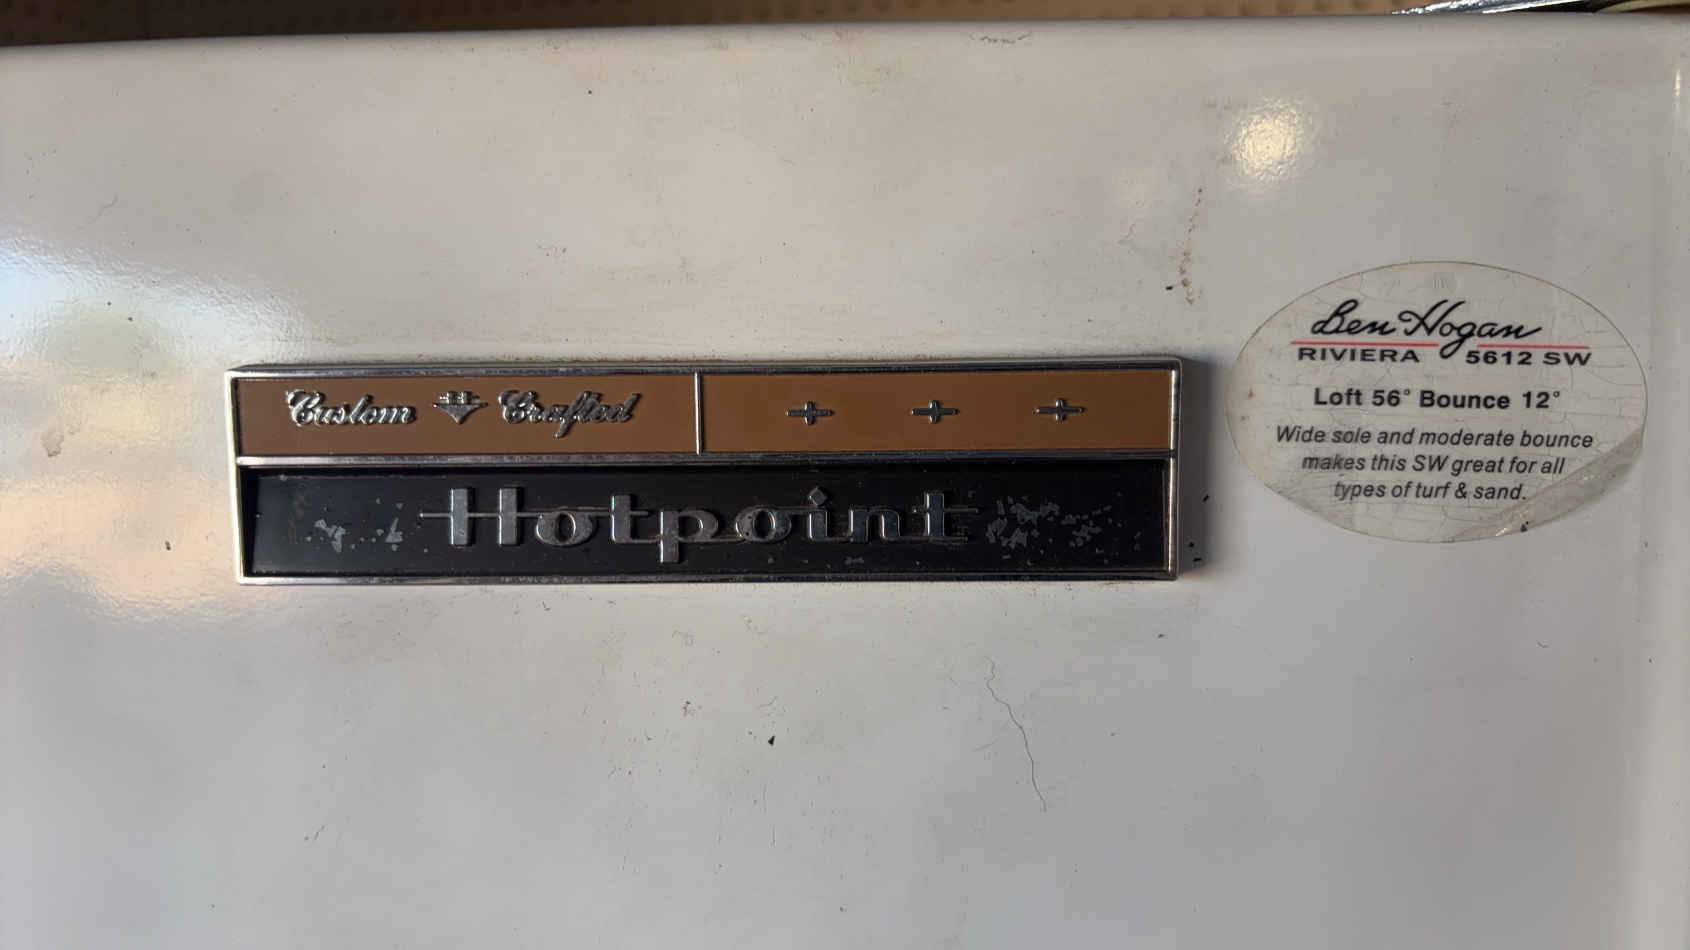 Custom Crafted
Hotpoint
Ben Hogan
RIVIERA 5612 SW
Loft 56° Bounce 12°
Wide sole and moderate bounce
makes this SW great for all
types of turf & sand.